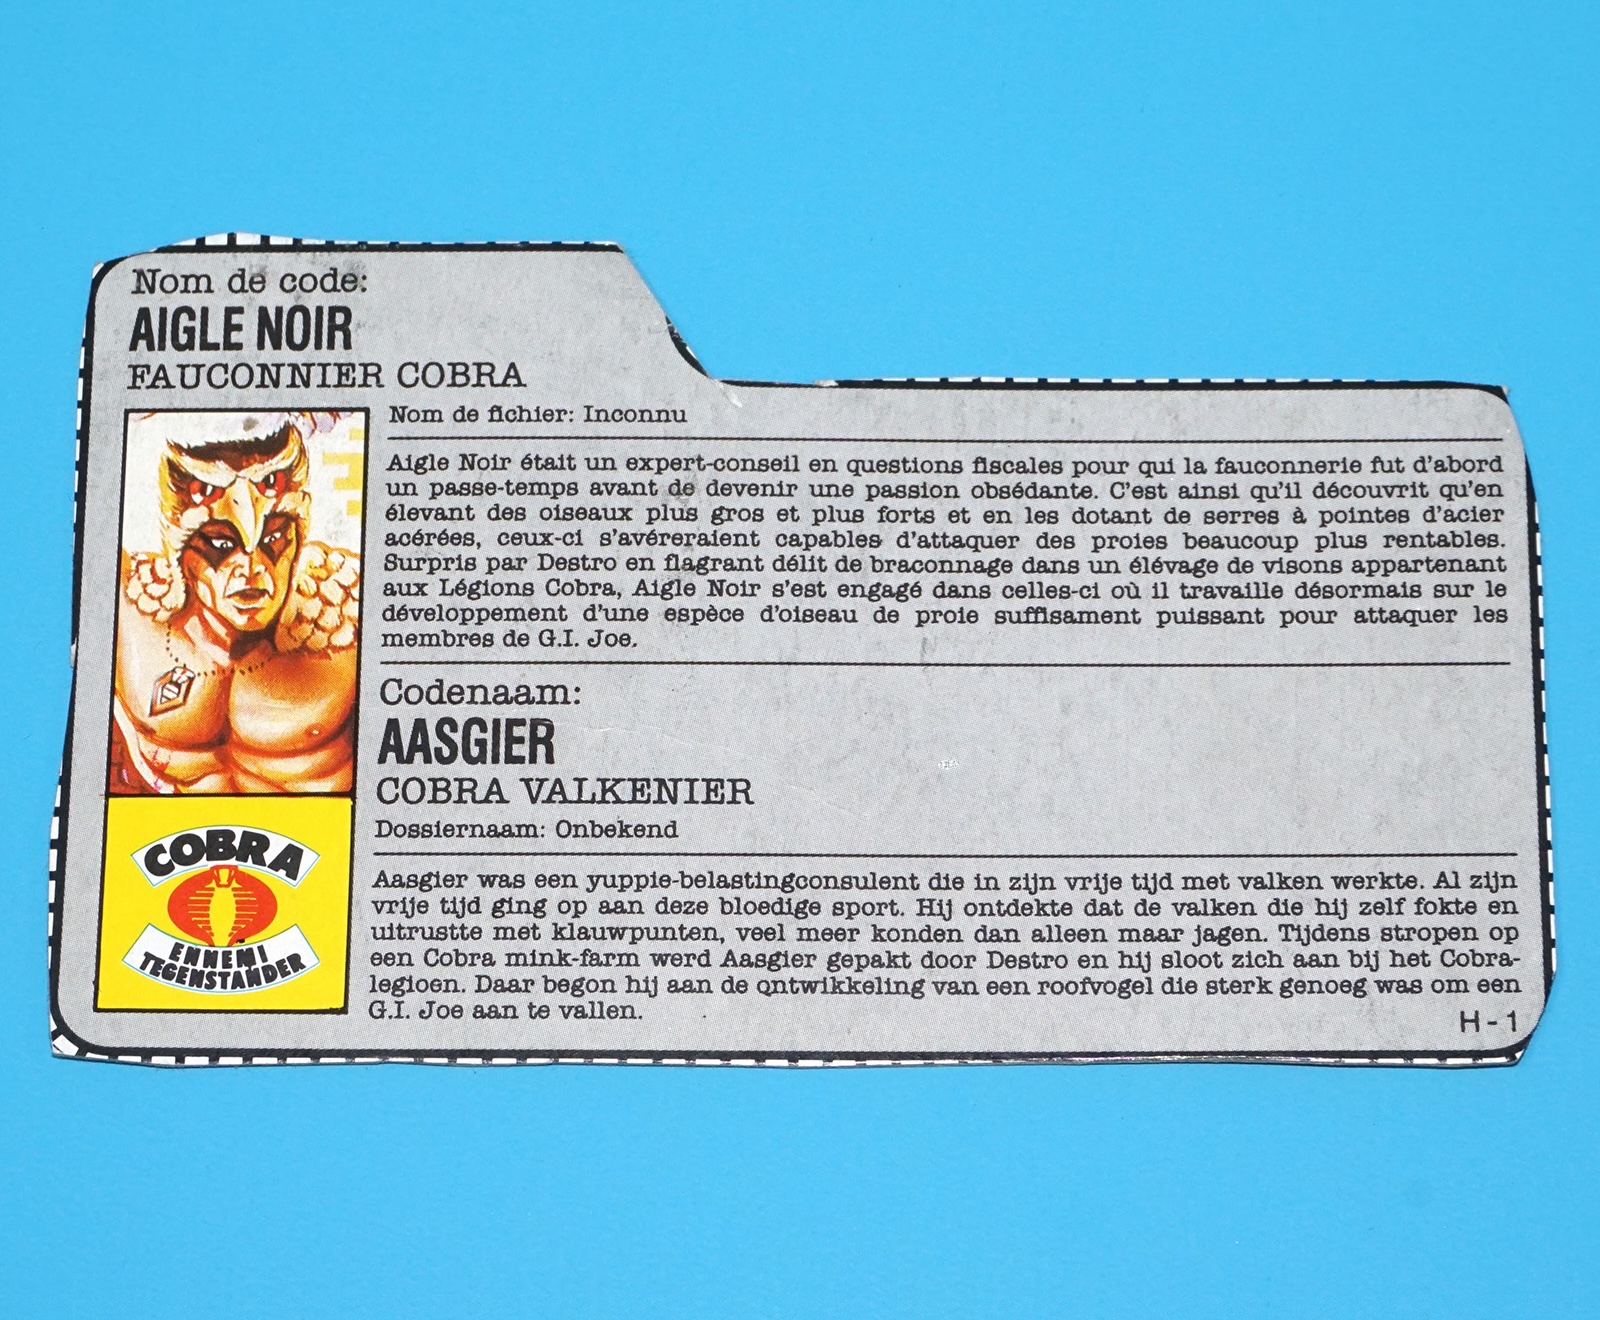 Nom de code:
AIGLE NOIR
FAUCONNIER COBRA
Nom de fichier: Inconnu
Aigle Noir était un expert-conseil en questions fiscales pour qui la fauconnerie fut d'abord
un passe-temps avant de devenir une passion obsédante. C'est ainsi qu'il découvrit qu'en
élevant des oiseaux plus gros et plus forts et en les dotant de serres à pointes d'acier
acérées, ceux-ci s'avéreraient capables d'attaquer des proies beaucoup plus rentables.
Surpris par Destro en flagrant délit de braconnage dans un élévage de visons appartenant
aux Légions Cobra, Aigle Noir s'est engagé dans celles-ci où il travaille désormais sur le
développement d'une espèce d'oiseau de proie suffisament puissant pour attaquer les
membres de G.I. Joe.
Codenaam:
AASGIER
COBRA VALKENIER
Dossiernaam: Onbekend
Aasgier was een yuppie-belastingconsulent die in zijn vrije tijd met valken werkte. Al zijn
vrije tijd ging op aan deze bloedige sport. Hij ontdekte dat de valken die hij zelf fokte en
uitrustte met klauwpunten, veel meer konden dan alleen maar jagen. Tijdens stropen op
een Cobra mink-farm werd Aasgier gepakt door Destro en hij sloot zich aan bij het Cobra-
legioen. Daar begon hij aan de ontwikkeling van een roofvogel die sterk genoeg was om een
G.I. Joe aan te vallen.
COBRA
ENNEMI
TEGENSTANDER
H-1